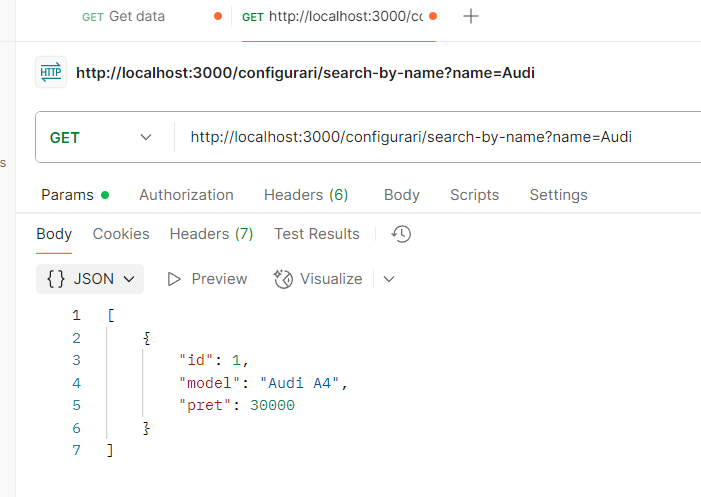 GET Get data GET http://localhost:3000/co
HTTP http://localhost:3000/configurari/search-by-name?name=Audi
GET http://localhost:3000/configurari/search-by-name?name=Audi
s
Params Authorization Headers (6) Body Scripts Settings
Body Cookies Headers (7) Test Results
{} JSON Preview Visualize
1 [
2 {
3 "id": 1,
4 "model": "Audi A4",
5 "pret": 30000
6 }
7 ]